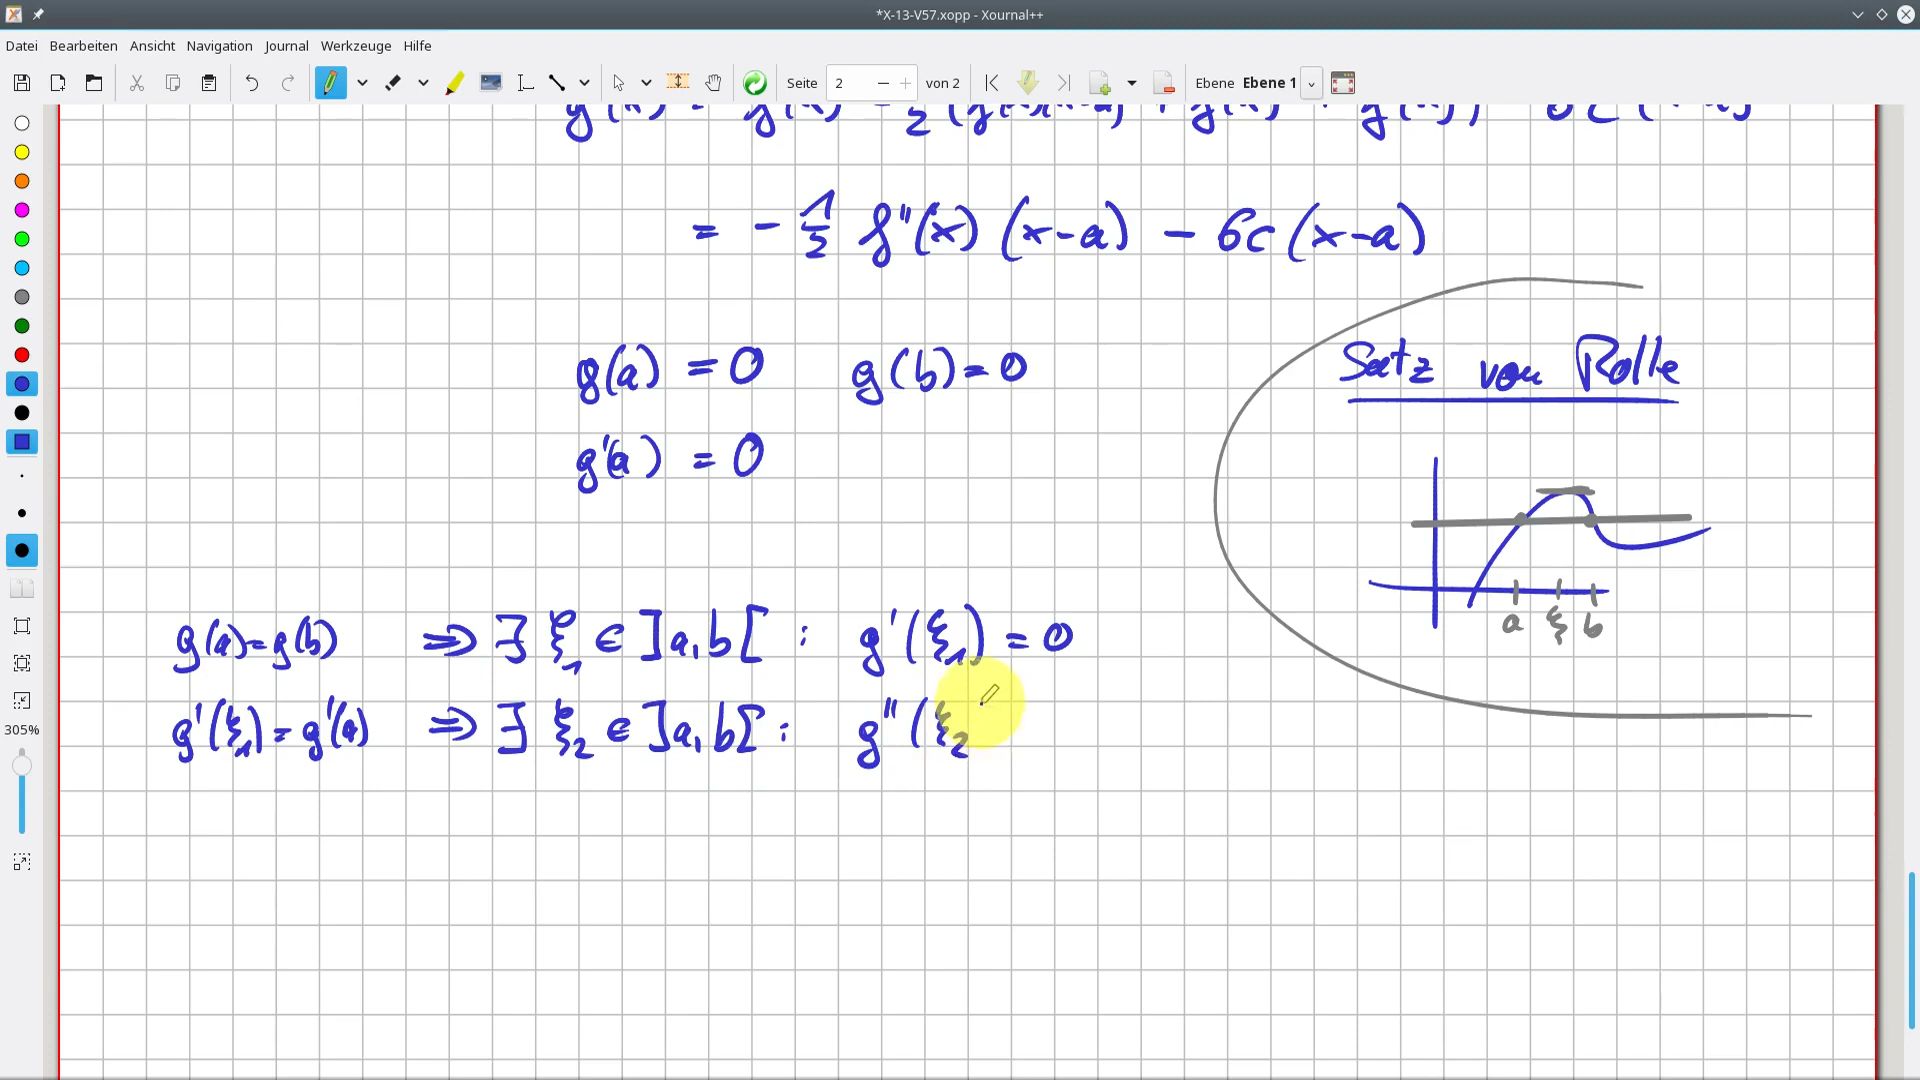 *X-13-V57.xopp - Xournal++
Datei Bearbeiten Ansicht Navigation Journal Werkzeuge Hilfe
Seite 2 von 2 Ebene Ebene 1
= - 1/2 f''(x) (x-a) - 6c (x-a)
g(a) = 0 g(b) = 0
g'(a) = 0
Satz von Rolle
a ξ b
g(a)=g(b) ⇒ ∃ ξ₁ ∈ ]a,b[ : g'(ξ₁) = 0
g'(ξ₁) = g'(a) ⇒ ∃ ξ₂ ∈ ]a,b[ : g''(ξ₂
305%